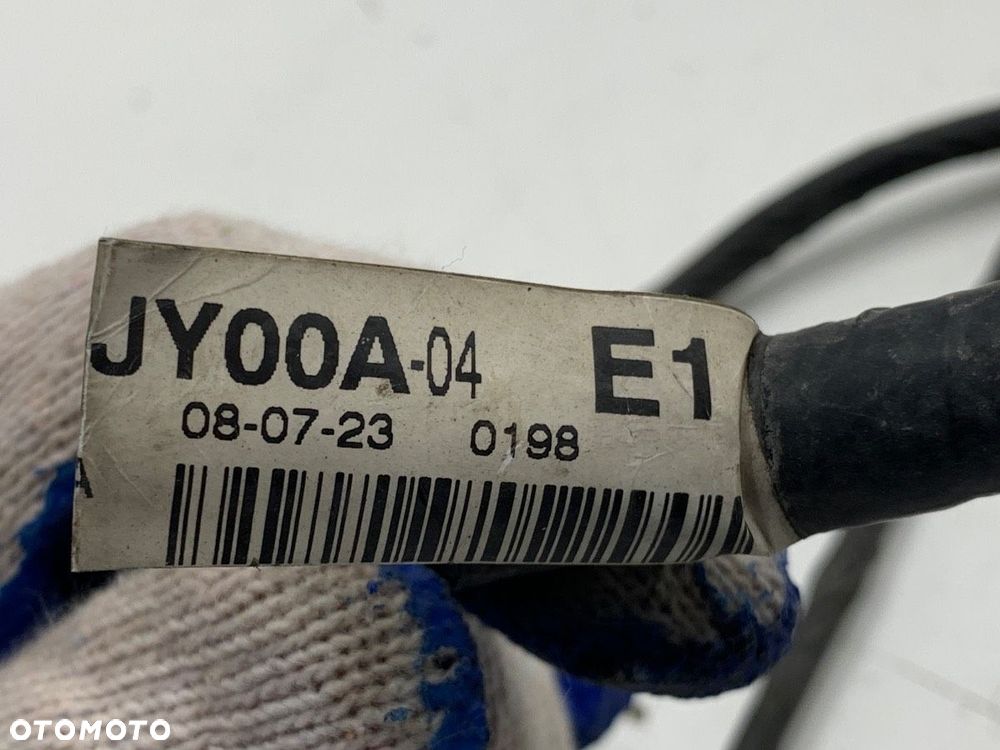 JY00A-04 E1
08-07-23 0198
A
OTOMOTO